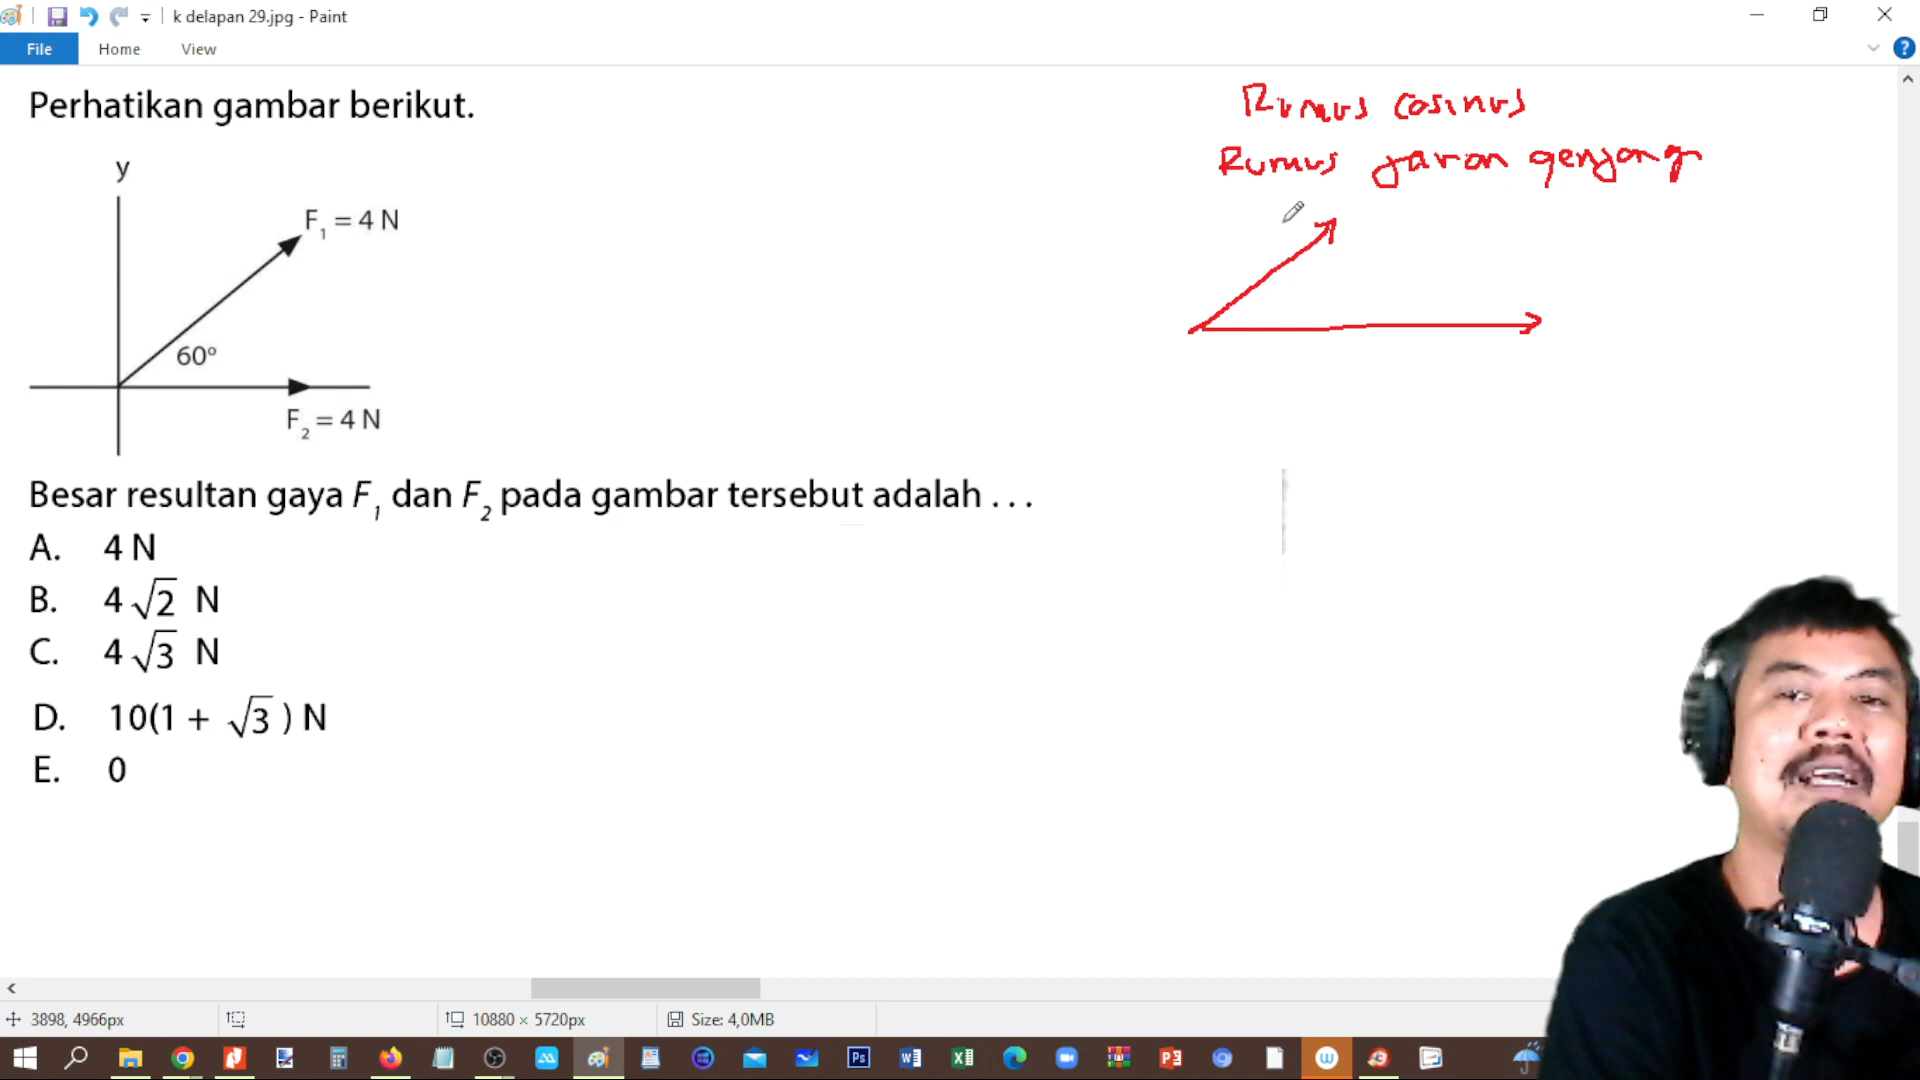 k delapan 29.jpg - Paint
File Home View
Perhatikan gambar berikut.
Rumus cosinus
Rumus jaran genjong
y
F₁ = 4 N
60°
F₂ = 4 N
Besar resultan gaya F₁ dan F₂ pada gambar tersebut adalah . . .
A. 4 N
B. 4 √2 N
C. 4 √3 N
D. 10(1 + √3 ) N
E. 0
3898, 4966px
10880 × 5720px
Size: 4,0MB